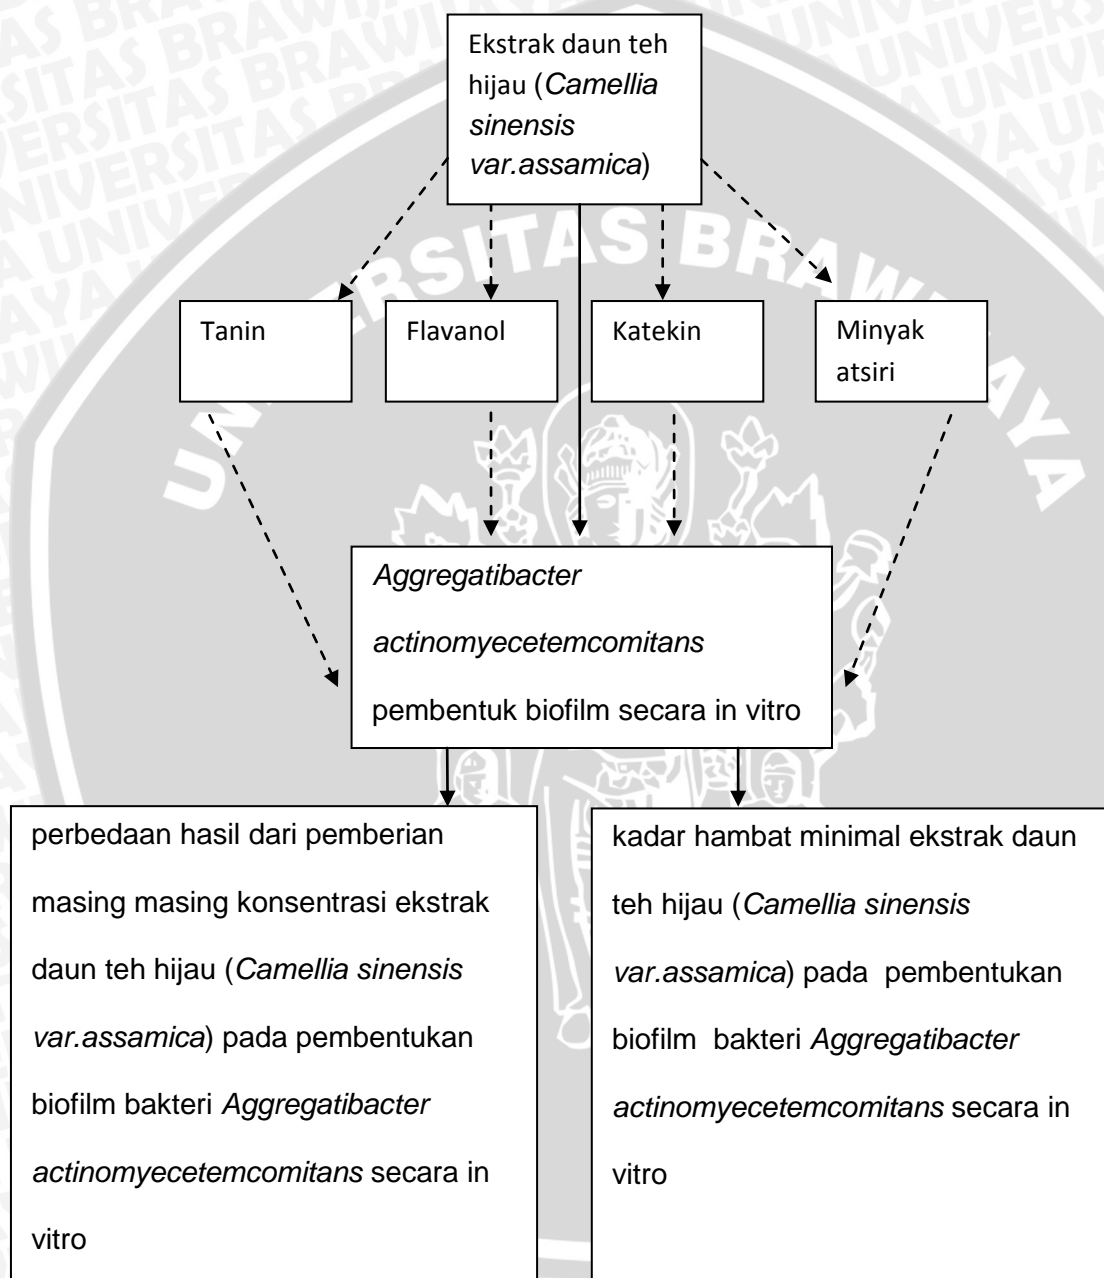 Ekstrak daun teh
hijau (Camellia
sinensis
var.assamica)
Tanin
Flavanol
Katekin
Minyak
atsiri
Aggregatibacter
actinomyecetemcomitans
pembentuk biofilm secara in vitro
perbedaan hasil dari pemberian
masing masing konsentrasi ekstrak
daun teh hijau (Camellia sinensis
var.assamica) pada pembentukan
biofilm bakteri Aggregatibacter
actinomyecetemcomitans secara in
vitro
kadar hambat minimal ekstrak daun
teh hijau (Camellia sinensis
var.assamica) pada pembentukan
biofilm bakteri Aggregatibacter
actinomyecetemcomitans secara in
vitro
UNIVERSITAS BRAWIJAYA